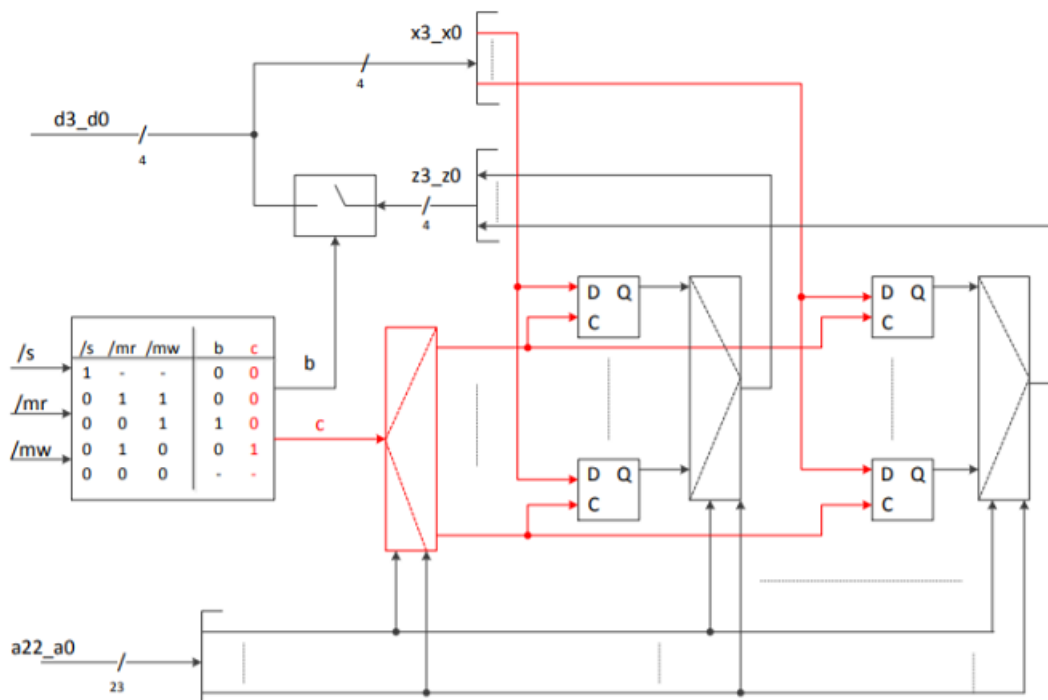 x3_x0
/
4
d3_d0
/
4
z3_z0
/
4
D Q
C
D Q
C
/s /mr /mw b c
1 - - 0 0
0 1 1 0 0
0 0 1 1 0
0 1 0 0 1
0 0 0 - -
/s
/mr
/mw
b
c
D Q
C
D Q
C
a22_a0
/
23